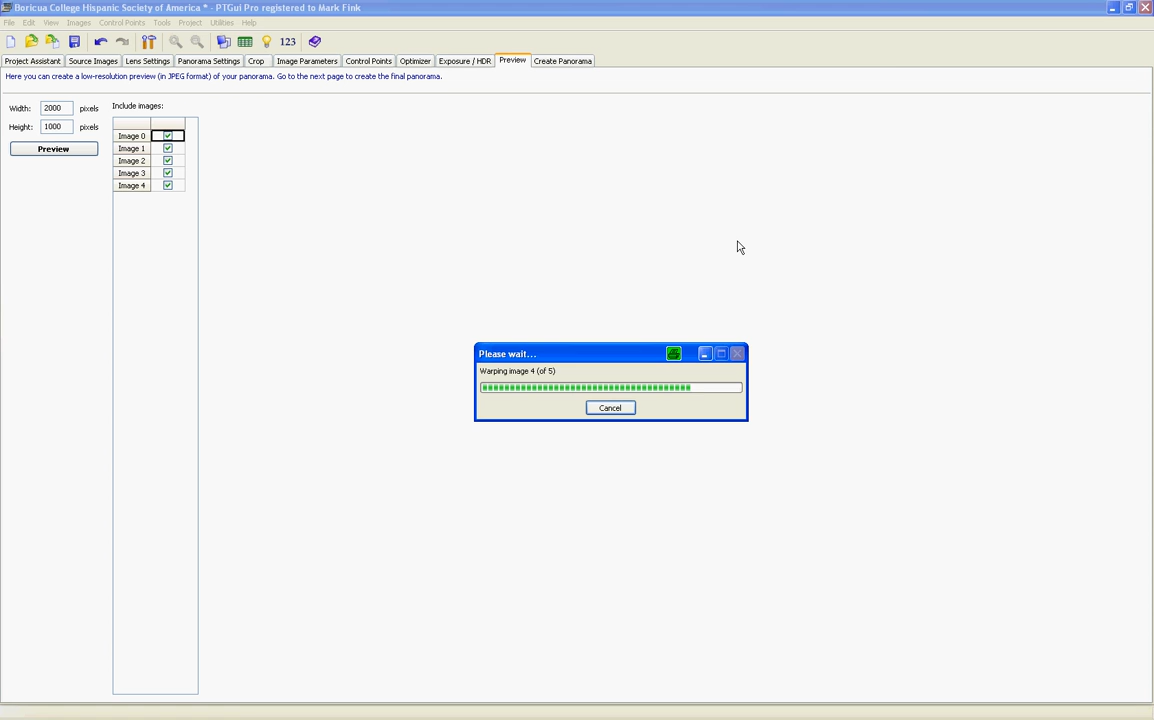 Boricua College Hispanic Society of America * - PTGui Pro registered to Mark Fink
File Edit View Images Control Points Tools Project Utilities Help
123
Project Assistant Source Images Lens Settings Panorama Settings Crop Image Parameters Control Points Optimizer Exposure / HDR Preview Create Panorama
Here you can create a low-resolution preview (in JPEG format) of your panorama. Go to the next page to create the final panorama.
Width: 2000 pixels Include images:
Height: 1000 pixels
Preview
Image 0
Image 1
Image 2
Image 3
Image 4
Please wait...
Warping image 4 (of 5)
Cancel